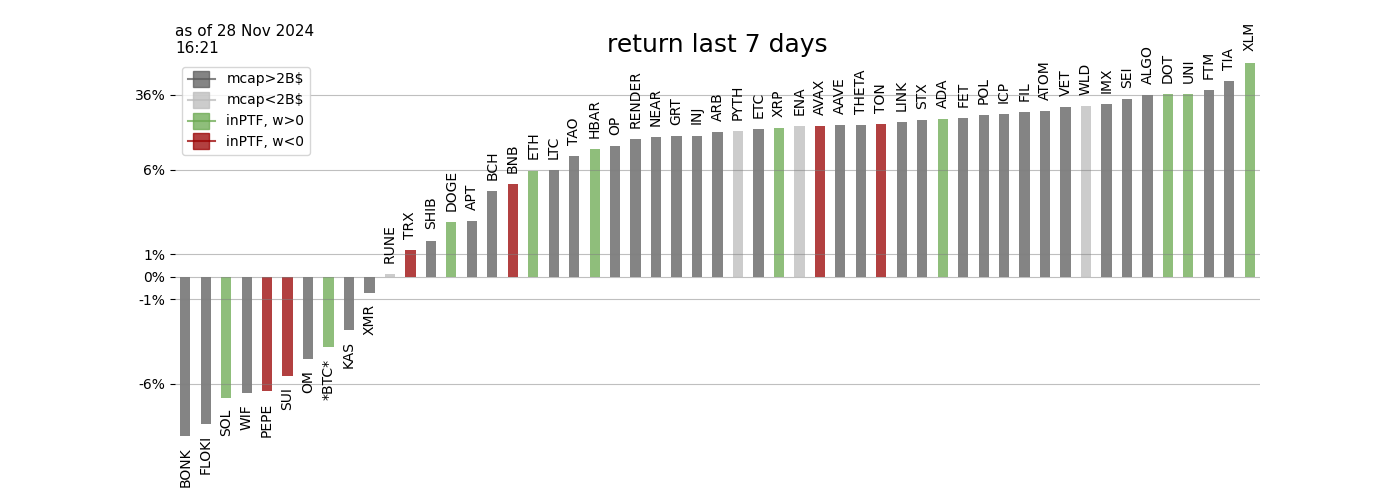 as of 28 Nov 2024
16:21
return last 7 days
mcap>2B$
mcap<2B$
inPTF, w>0
inPTF, w<0
36%
6%
1%
0%
-1%
-6%
BONK
FLOKI
SOL
WIF
PEPE
SUI
OM
*BTC*
KAS
XMR
RUNE
TRX
SHIB
DOGE
APT
BCH
BNB
ETH
LTC
TAO
HBAR
OP
RENDER
NEAR
GRT
INJ
ARB
PYTH
ETC
XRP
ENA
AVAX
AAVE
THETA
TON
LINK
STX
ADA
FET
POL
ICP
FIL
ATOM
VET
WLD
IMX
SEI
ALGO
DOT
UNI
FTM
TIA
XLM